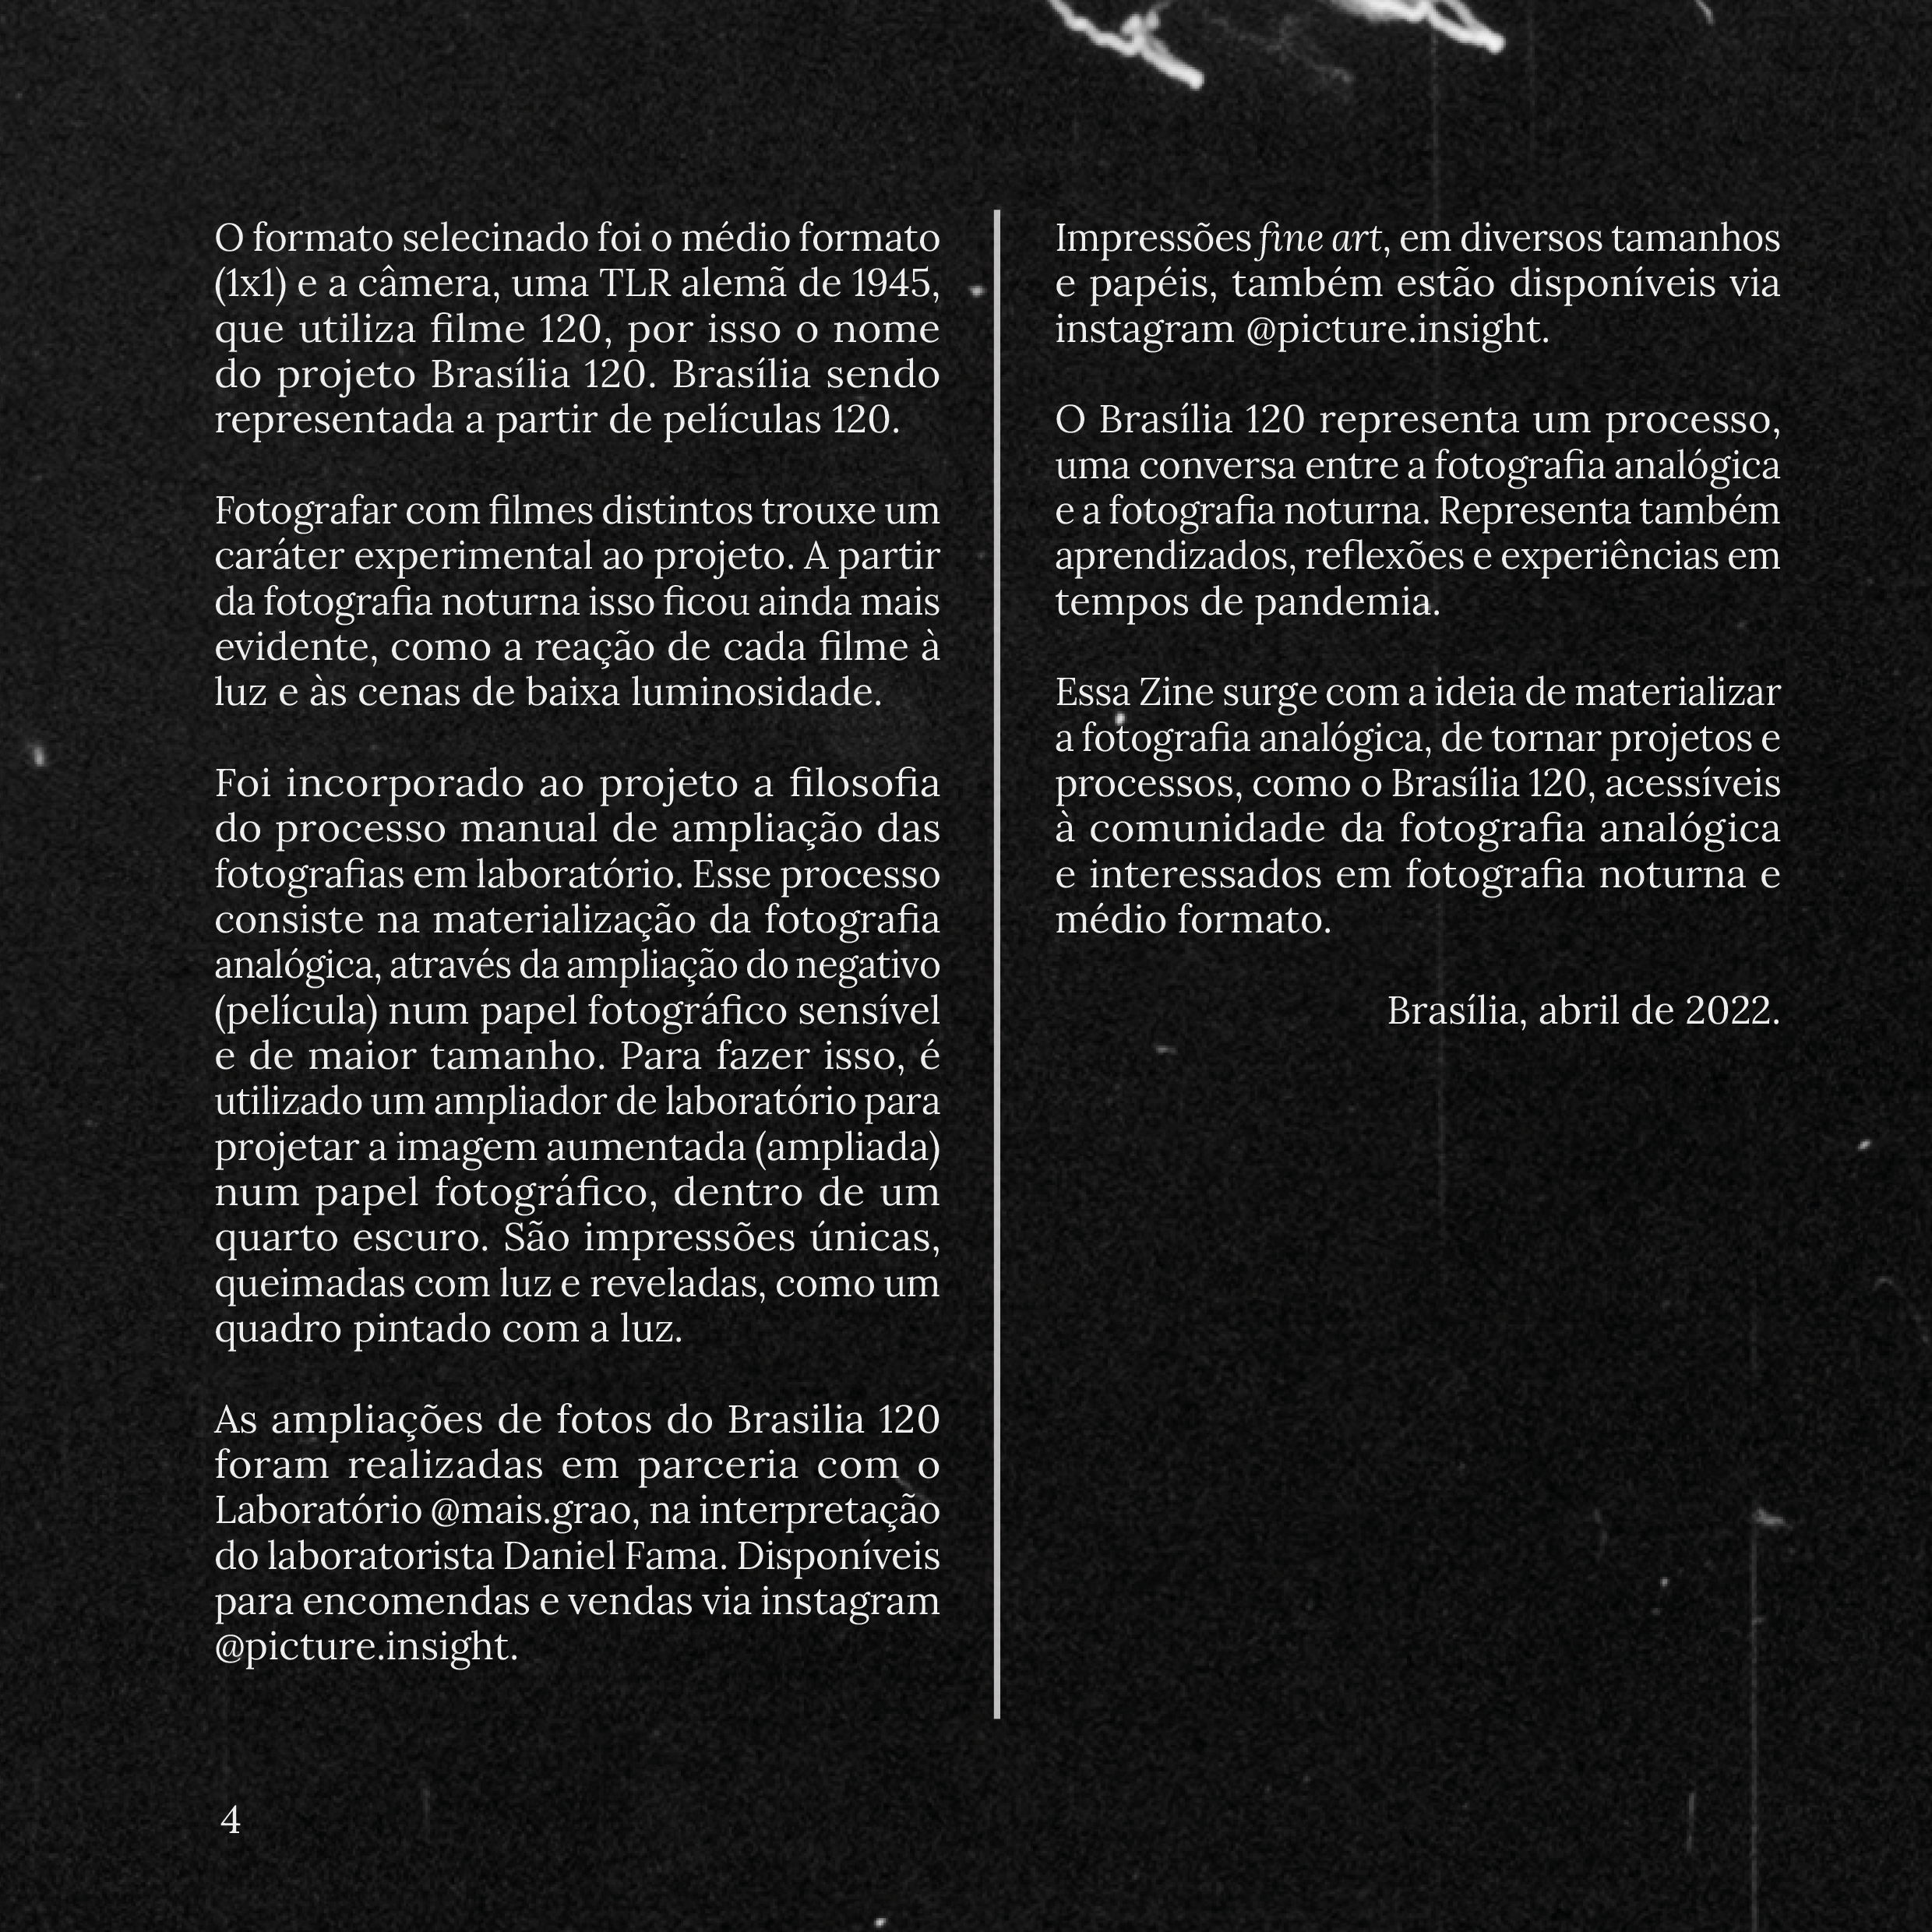 O formato selecinado foi o médio formato
(1x1) e a câmera, uma TLR alemã de 1945,
que utiliza filme 120, por isso o nome
do projeto Brasília 120. Brasília sendo
representada a partir de películas 120.
Fotografar com filmes distintos trouxe um
caráter experimental ao projeto. A partir
da fotografia noturna isso ficou ainda mais
evidente, como a reação de cada filme à
luz e às cenas de baixa luminosidade.
Foi incorporado ao projeto a filosofia
do processo manual de ampliação das
fotografias em laboratório. Esse processo
consiste na materialização da fotografia
analógica, através da ampliação do negativo
(película) num papel fotográfico sensível
e de maior tamanho. Para fazer isso, é
utilizado um ampliador de laboratório para
projetar a imagem aumentada (ampliada)
num papel fotográfico, dentro de um
quarto escuro. São impressões únicas,
queimadas com luz e reveladas, como um
quadro pintado com a luz.
As ampliações de fotos do Brasilia 120
foram realizadas em parceria com o
Laboratório @mais.grao, na interpretação
do laboratorista Daniel Fama. Disponíveis
para encomendas e vendas via instagram
@picture.insight.
Impressões fine art, em diversos tamanhos
e papéis, também estão disponíveis via
instagram @picture.insight.
O Brasília 120 representa um processo,
uma conversa entre a fotografia analógica
e a fotografia noturna. Representa também
aprendizados, reflexões e experiências em
tempos de pandemia.
Essa Zine surge com a ideia de materializar
a fotografia analógica, de tornar projetos e
processos, como o Brasília 120, acessíveis
à comunidade da fotografia analógica
e interessados em fotografia noturna e
médio formato.
Brasília, abril de 2022.
4